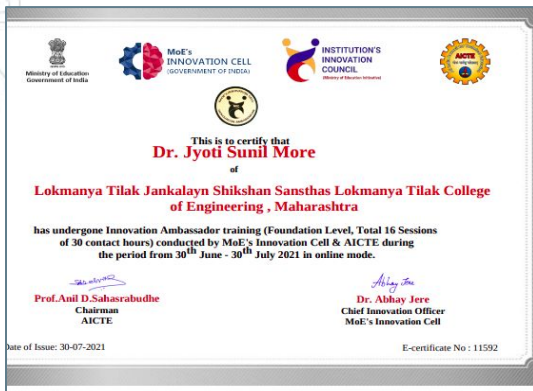 Ministry of Education
Government of India
MoE's
INNOVATION CELL
(GOVERNMENT OF INDIA)
INSTITUTION'S
INNOVATION
COUNCIL
(Ministry of Education Initiative)
AICTE
This is to certify that
Dr. Jyoti Sunil More
of
Lokmanya Tilak Jankalayn Shikshan Sansthas Lokmanya Tilak College
of Engineering , Maharashtra
has undergone Innovation Ambassador training (Foundation Level, Total 16 Sessions
of 30 contact hours) conducted by MoE's Innovation Cell & AICTE during
the period from 30th June - 30th July 2021 in online mode.
Abhay Jere
Prof.Anil D.Sahasrabudhe
Chairman
AICTE
Dr. Abhay Jere
Chief Innovation Officer
MoE's Innovation Cell
Date of Issue: 30-07-2021
E-certificate No : 11592